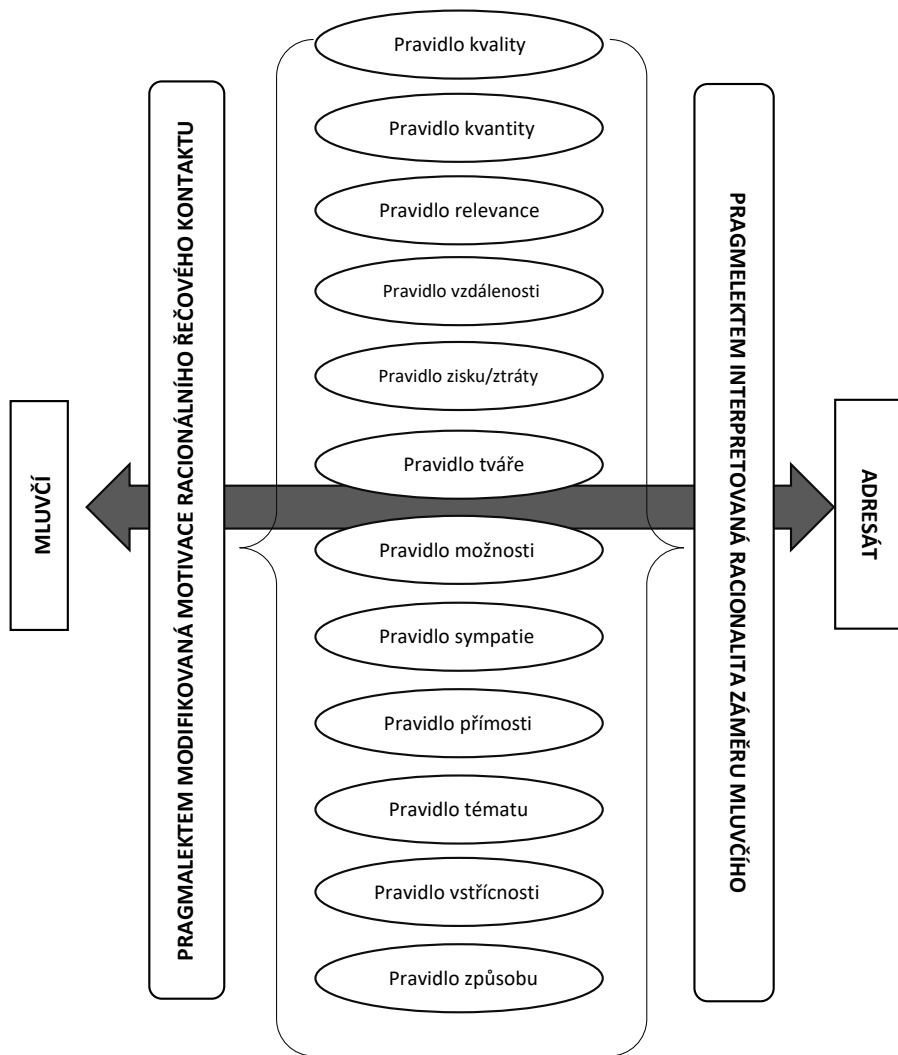 MLUVČÍ
PRAGMALEKTEM MODIFIKOVANÁ MOTIVACE RACIONÁLNÍHO ŘEČOVÉHO KONTAKTU
Pravidlo kvality
Pravidlo kvantity
Pravidlo relevance
Pravidlo vzdálenosti
Pravidlo zisku/ztráty
Pravidlo tváře
Pravidlo možnosti
Pravidlo sympatie
Pravidlo přímosti
Pravidlo tématu
Pravidlo vstřícnosti
Pravidlo způsobu
PRAGMELEKTEM INTERPRETOVANÁ RACIONALITA ZÁMĚRU MLUVČÍHO
ADRESÁT